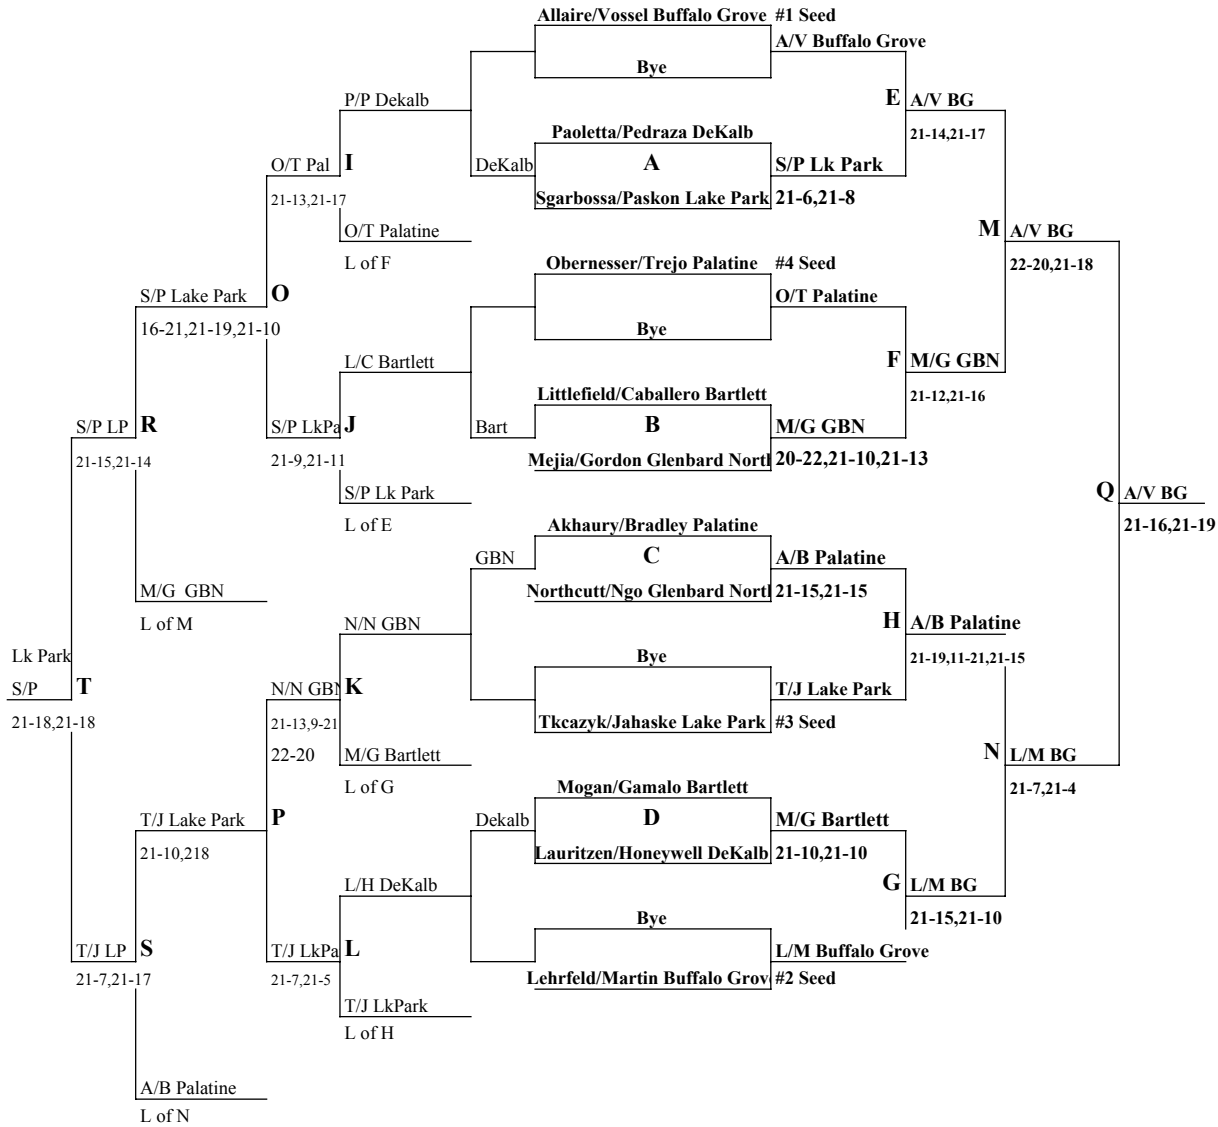 Allaire/Vossel Buffalo Grove #1 Seed
A/V Buffalo Grove
Bye
P/P Dekalb
E A/V BG
21-14,21-17
Paoletta/Pedraza DeKalb
O/T Pal I
DeKalb
A
S/P Lk Park
21-13,21-17
Sgarbossa/Paskon Lake Park 21-6,21-8
O/T Palatine
M A/V BG
L of F
22-20,21-18
Obernesser/Trejo Palatine #4 Seed
S/P Lake Park O
O/T Palatine
16-21,21-19,21-10
Bye
L/C Bartlett
F M/G GBN
21-12,21-16
Littlefield/Caballero Bartlett
S/P LP R
S/P LkPa J
Bart
B
M/G GBN
21-15,21-14
21-9,21-11
Mejia/Gordon Glenbard Nort 20-22,21-10,21-13
S/P Lk Park
Q A/V BG
L of E
21-16,21-19
Akhaury/Bradley Palatine
GBN
C
A/B Palatine
M/G GBN
Northcutt/Ngo Glenbard Nort 21-15,21-15
L of M
N/N GBN
H A/B Palatine
Lk Park
Bye
21-19,11-21,21-15
S/P T
N/N GBN K
T/J Lake Park
21-18,21-18
21-13,9-21
Tkcazyk/Jahaske Lake Park #3 Seed
22-20
M/G Bartlett
N L/M BG
L of G
21-7,21-4
Mogan/Gamalo Bartlett
T/J Lake Park P
Dekalb
D
M/G Bartlett
21-10,218
Lauritzen/Honeywell DeKalb 21-10,21-10
L/H DeKalb
G L/M BG
Bye
21-15,21-10
T/J LP S
T/J LkPa L
L/M Buffalo Grove
21-7,21-17
21-7,21-5
Lehrfeld/Martin Buffalo Grov #2 Seed
T/J LkPark
L of H
A/B Palatine
L of N